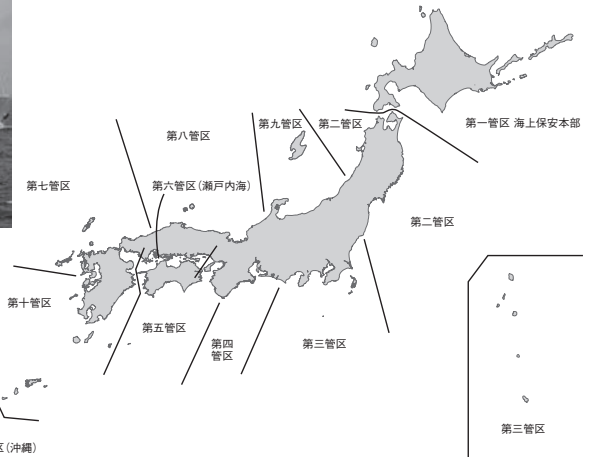 第八管区
第九管区
第二管区
第一管区 海上保安本部
第七管区
第六管区（瀬戸内海）
第二管区
第十管区
第五管区
第四
管区
第三管区
第三管区
区（沖縄）